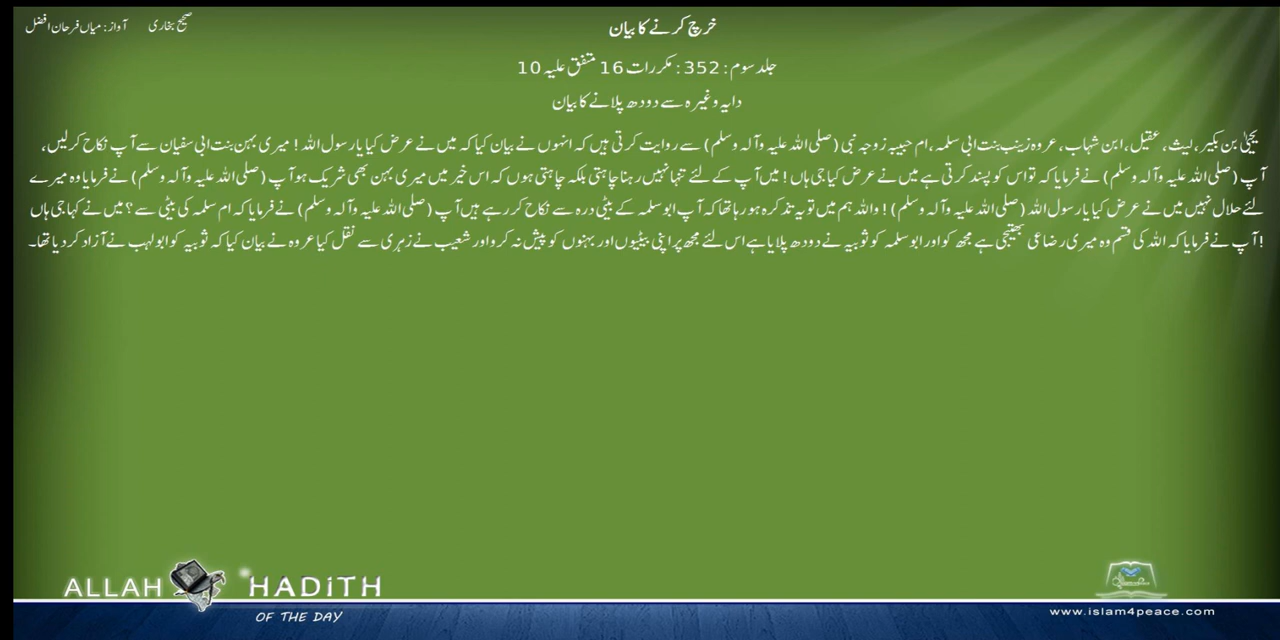 صحیح بخاری
آواز: میاں فرحان افضل
خرچ کرنے کا بیان
جلد سوم : 352 : مکررات 16 متفق علیہ 10
دایہ وغیرہ سے دودھ پلانے کا بیان
یحییٰ بن بکیر، لیث، عقیل، ابن شہاب، عروہ زینب بنت ابی سلمہ، ام حبیبہ زوجہ نبی (صلی اللہ علیہ وآلہ وسلم) سے روایت کرتی ہیں کہ انہوں نے بیان کیا کہ میں نے عرض کیا یا رسول اللہ ! میری بہن بنت ابی سفیان سے آپ نکاح کرلیں،
آپ (صلی اللہ علیہ وآلہ وسلم) نے فرمایا کہ تو اس کو پسند کرتی ہے میں نے عرض کیا جی ہاں ! میں آپ کے لئے تنہا نہیں رہنا چاہتی بلکہ چاہتی ہوں کہ اس خیر میں میری بہن بھی شریک ہو آپ (صلی اللہ علیہ وآلہ وسلم) نے فرمایا وہ میرے
لئے حلال نہیں میں نے عرض کیا یا رسول اللہ (صلی اللہ علیہ وآلہ وسلم) ! واللہ ہم میں تو یہ تذکرہ ہو رہا تھا کہ آپ ابوسلمہ کے بیٹی درہ سے نکاح کر رہے ہیں آپ (صلی اللہ علیہ وآلہ وسلم) نے فرمایا کہ ام سلمہ کی بیٹی سے؟ میں نے کہا جی ہاں
! آپ نے فرمایا کہ اللہ کی قسم وہ میری رضاعی بھتیجی ہے مجھ کو اور ابوسلمہ کو ثوبیہ نے دودھ پلایا ہے اس لئے مجھ پر اپنی بیٹیوں اور بہنوں کو پیش نہ کرو اور شعیب نے زہری سے نقل کیا عروہ نے بیان کیا کہ ثوبیہ کو ابولہب نے آزاد کر دیا تھا۔
ALLAH HADITH
OF THE DAY
www.islam4peace.com